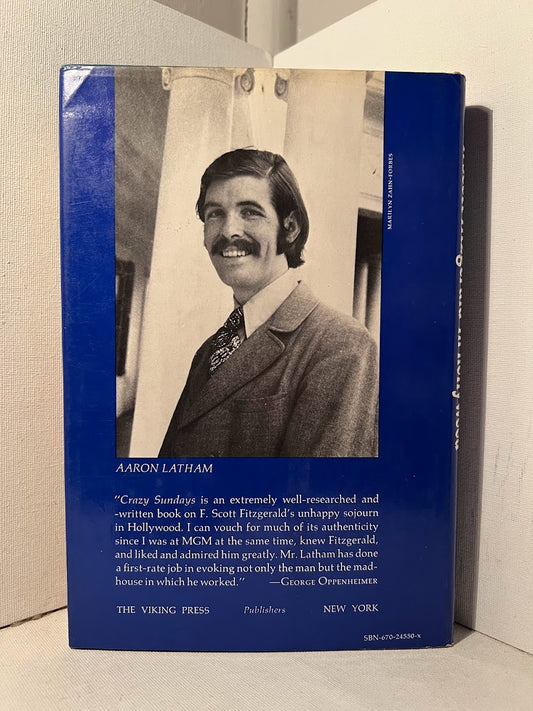 MARILYN ZAHN-FORBES
AARON LATHAM
"Crazy Sundays is an extremely well-researched and
-written book on F. Scott Fitzgerald's unhappy sojourn
in Hollywood. I can vouch for much of its authenticity
since I was at MGM at the same time, knew Fitzgerald,
and liked and admired him greatly. Mr. Latham has done
a first-rate job in evoking not only the man but the mad-
house in which he worked." —GEORGE OPPENHEIMER
THE VIKING PRESS Publishers NEW YORK
SBN-670-24550-x